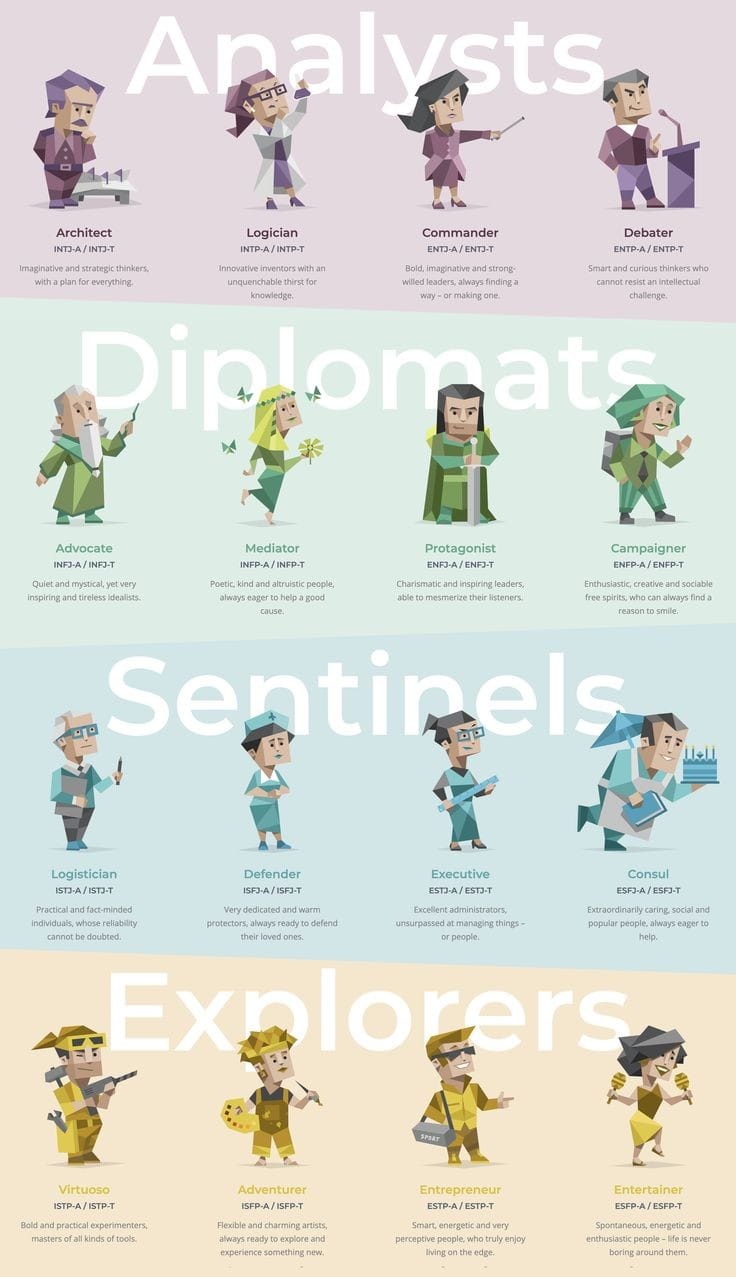 Analysts
Architect
INTJ-A / INTJ-T
Imaginative and strategic thinkers,
with a plan for everything.
Logician
INTP-A / INTP-T
Innovative inventors with an
unquenchable thirst for
knowledge.
Commander
ENTJ-A / ENTJ-T
Bold, imaginative and strong-
willed leaders, always finding a
way – or making one.
Debater
ENTP-A / ENTP-T
Smart and curious thinkers who
cannot resist an intellectual
challenge.
Diplomats
Advocate
INFJ-A / INFJ-T
Quiet and mystical, yet very
inspiring and tireless idealists.
Mediator
INFP-A / INFP-T
Poetic, kind and altruistic people,
always eager to help a good
cause.
Protagonist
ENFJ-A / ENFJ-T
Charismatic and inspiring leaders,
able to mesmerize their listeners.
Campaigner
ENFP-A / ENFP-T
Enthusiastic, creative and sociable
free spirits, who can always find a
reason to smile.
Sentinels
Logistician
ISTJ-A / ISTJ-T
Practical and fact-minded
individuals, whose reliability
cannot be doubted.
Defender
ISFJ-A / ISFJ-T
Very dedicated and warm
protectors, always ready to defend
their loved ones.
Executive
ESTJ-A / ESTJ-T
Excellent administrators,
unsurpassed at managing things –
or people.
Consul
ESFJ-A / ESFJ-T
Extraordinarily caring, social and
popular people, always eager to
help.
Explorers
Virtuoso
ISTP-A / ISTP-T
Bold and practical experimenters,
masters of all kinds of tools.
Adventurer
ISFP-A / ISFP-T
Flexible and charming artists,
always ready to explore and
experience something new.
SPORT
Entrepreneur
ESTP-A / ESTP-T
Smart, energetic and very
perceptive people, who truly enjoy
living on the edge.
Entertainer
ESFP-A / ESFP-T
Spontaneous, energetic and
enthusiastic people – life is never
boring around them.